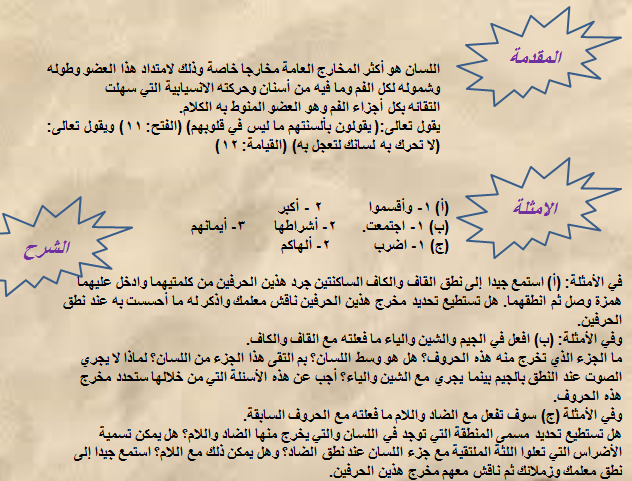 المقدمة
اللسان هو أكثر المخارج العامة مخارجا خاصة وذلك لامتداد هذا العضو وطوله
وشموله لكل الفم وما فيه من أسنان وحركته الانسيابية التي سهلت
التقائه بكل أجزاء الفم وهو العضو المنوط به الكلام.
يقول تعالى:( يقولون بألسنتهم ما ليس في قلوبهم) (الفتح: ١١ ) ويقول تعالى:
(لا تحرك به لسانك لتعجل به) (القيامة: ١٢ )
الامثلة
(أ) ١- وأقسموا ٢ - أكبر
(ب) ١- اجتمعت. ٢- أشراطها ٣- أيمانهم
(ج) ١- اضرب ٢- ألهاكم
الشرح
في الأمثلة: (أ) استمع جيدا إلى نطق القاف والكاف الساكنتين جرد هذين الحرفين من كلمتيهما وادخل عليهما
همزة وصل ثم انطقهما. هل تستطيع تحديد مخرج هذين الحرفين ناقش معلمك واذكر له ما أحسست به عند نطق
الحرفين.
وفي الأمثلة: (ب) افعل في الجيم والشين والياء ما فعلته مع القاف والكاف.
ما الجزء الذي تخرج منه هذه الحروف؟ هل هو وسط اللسان؟ بم التقى هذا الجزء من اللسان؟ لماذا لا يجري
الصوت عند النطق بالجيم بينما يجري مع الشين والياء؟ أجب عن هذه الأسئلة التي من خلالها ستحدد مخرج
هذه الحروف.
وفي الأمثلة (ج) سوف تفعل مع الضاد واللام ما فعلته مع الحروف السابقة.
هل تستطيع تحديد مسمى المنطقة التي توجد في اللسان والتي يخرج منها الضاد واللام؟ هل يمكن تسمية
الأضراس التي تعلوا اللثة الملتقية مع جزء اللسان عند نطق الضاد؟ وهل يمكن ذلك مع اللام؟ استمع جيدا إلى
نطق معلمك وزملائك ثم ناقش معهم مخرج هذين الحرفين.